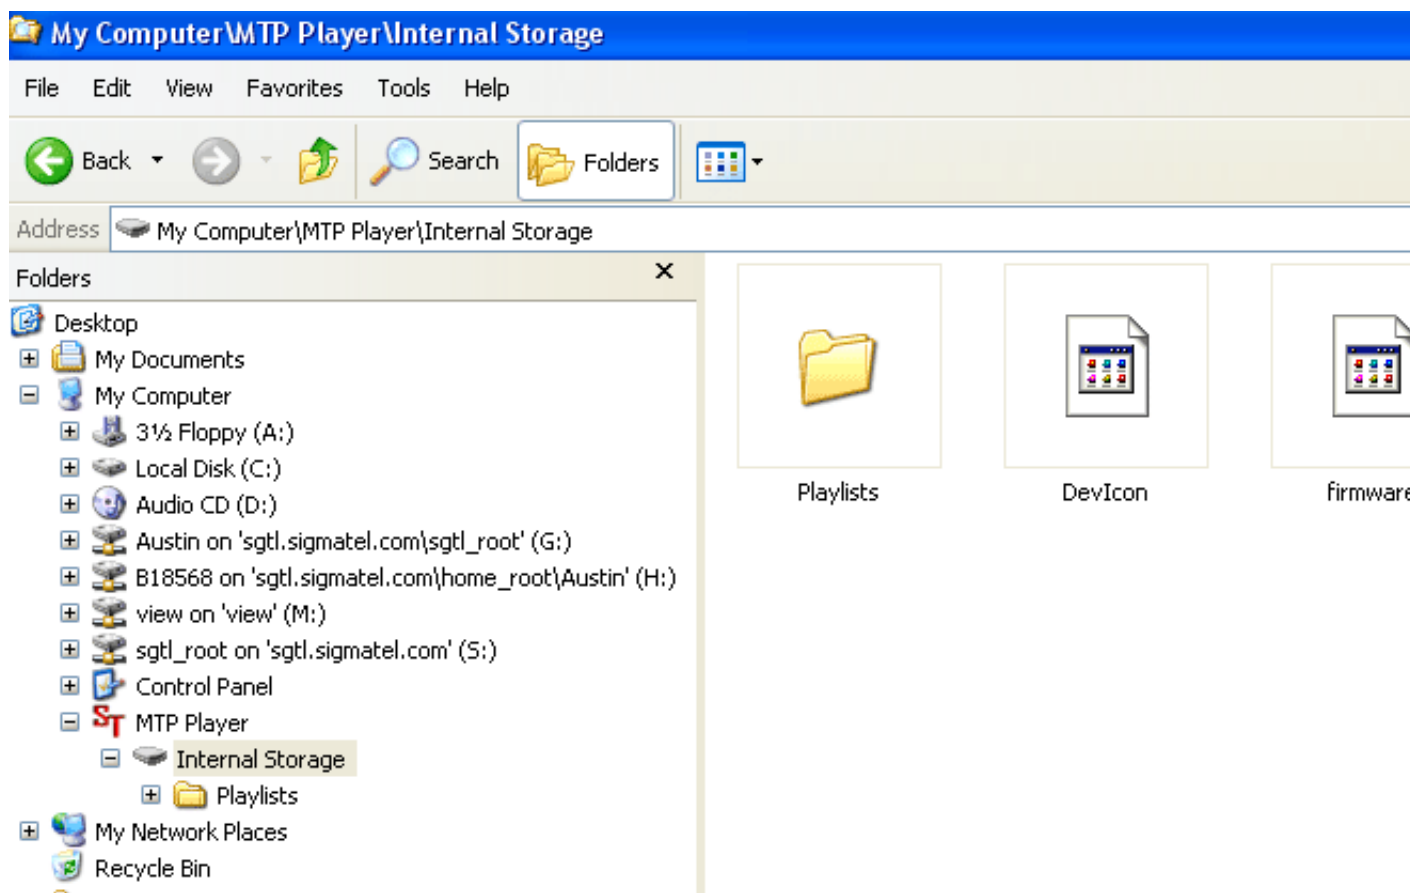 My Computer\MTP Player\Internal Storage
File Edit View Favorites Tools Help
Back Search Folders
Address My Computer\MTP Player\Internal Storage
Folders
Desktop
My Documents
My Computer
3½ Floppy (A:)
Local Disk (C:)
Audio CD (D:)
Austin on 'sgtl.sigmatel.com\sgtl_root' (G:)
B18568 on 'sgtl.sigmatel.com\home_root\Austin' (H:)
view on 'view' (M:)
sgtl_root on 'sgtl.sigmatel.com' (S:)
Control Panel
ST MTP Player
Internal Storage
Playlists
My Network Places
Recycle Bin
Playlists DevIcon firmware